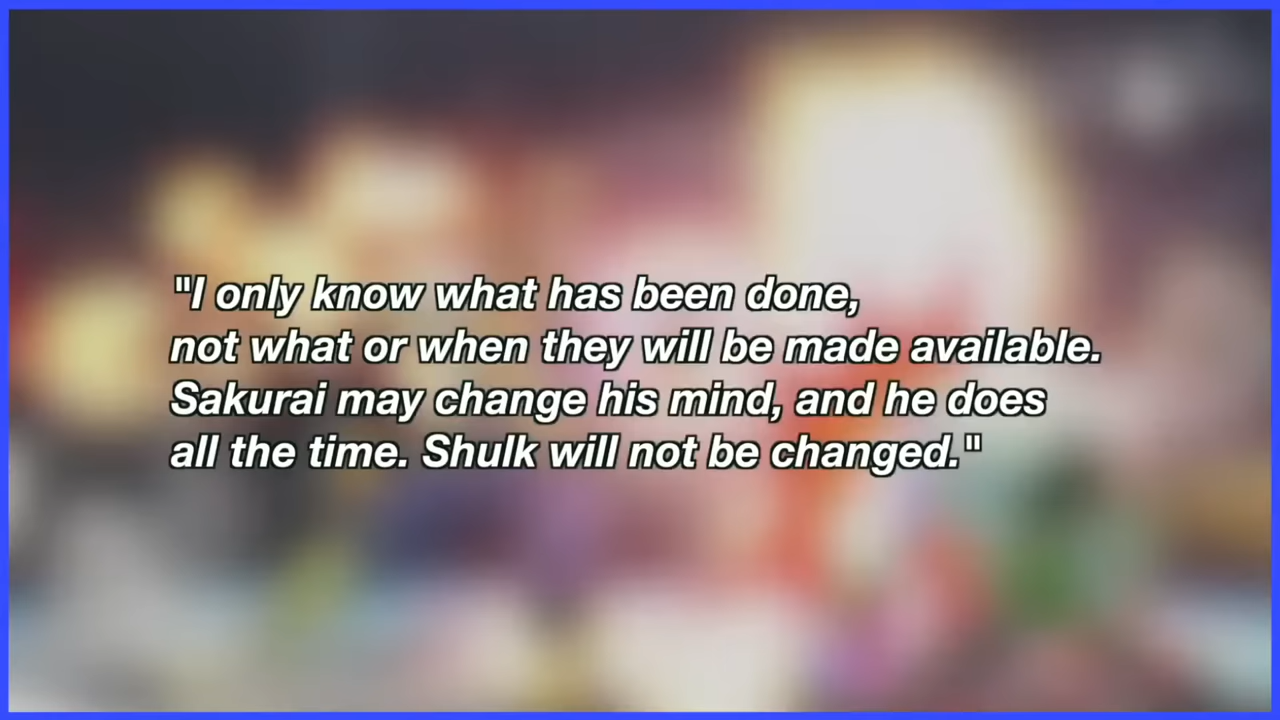 "I only know what has been done,
not what or when they will be made available.
Sakurai may change his mind, and he does
all the time. Shulk will not be changed."